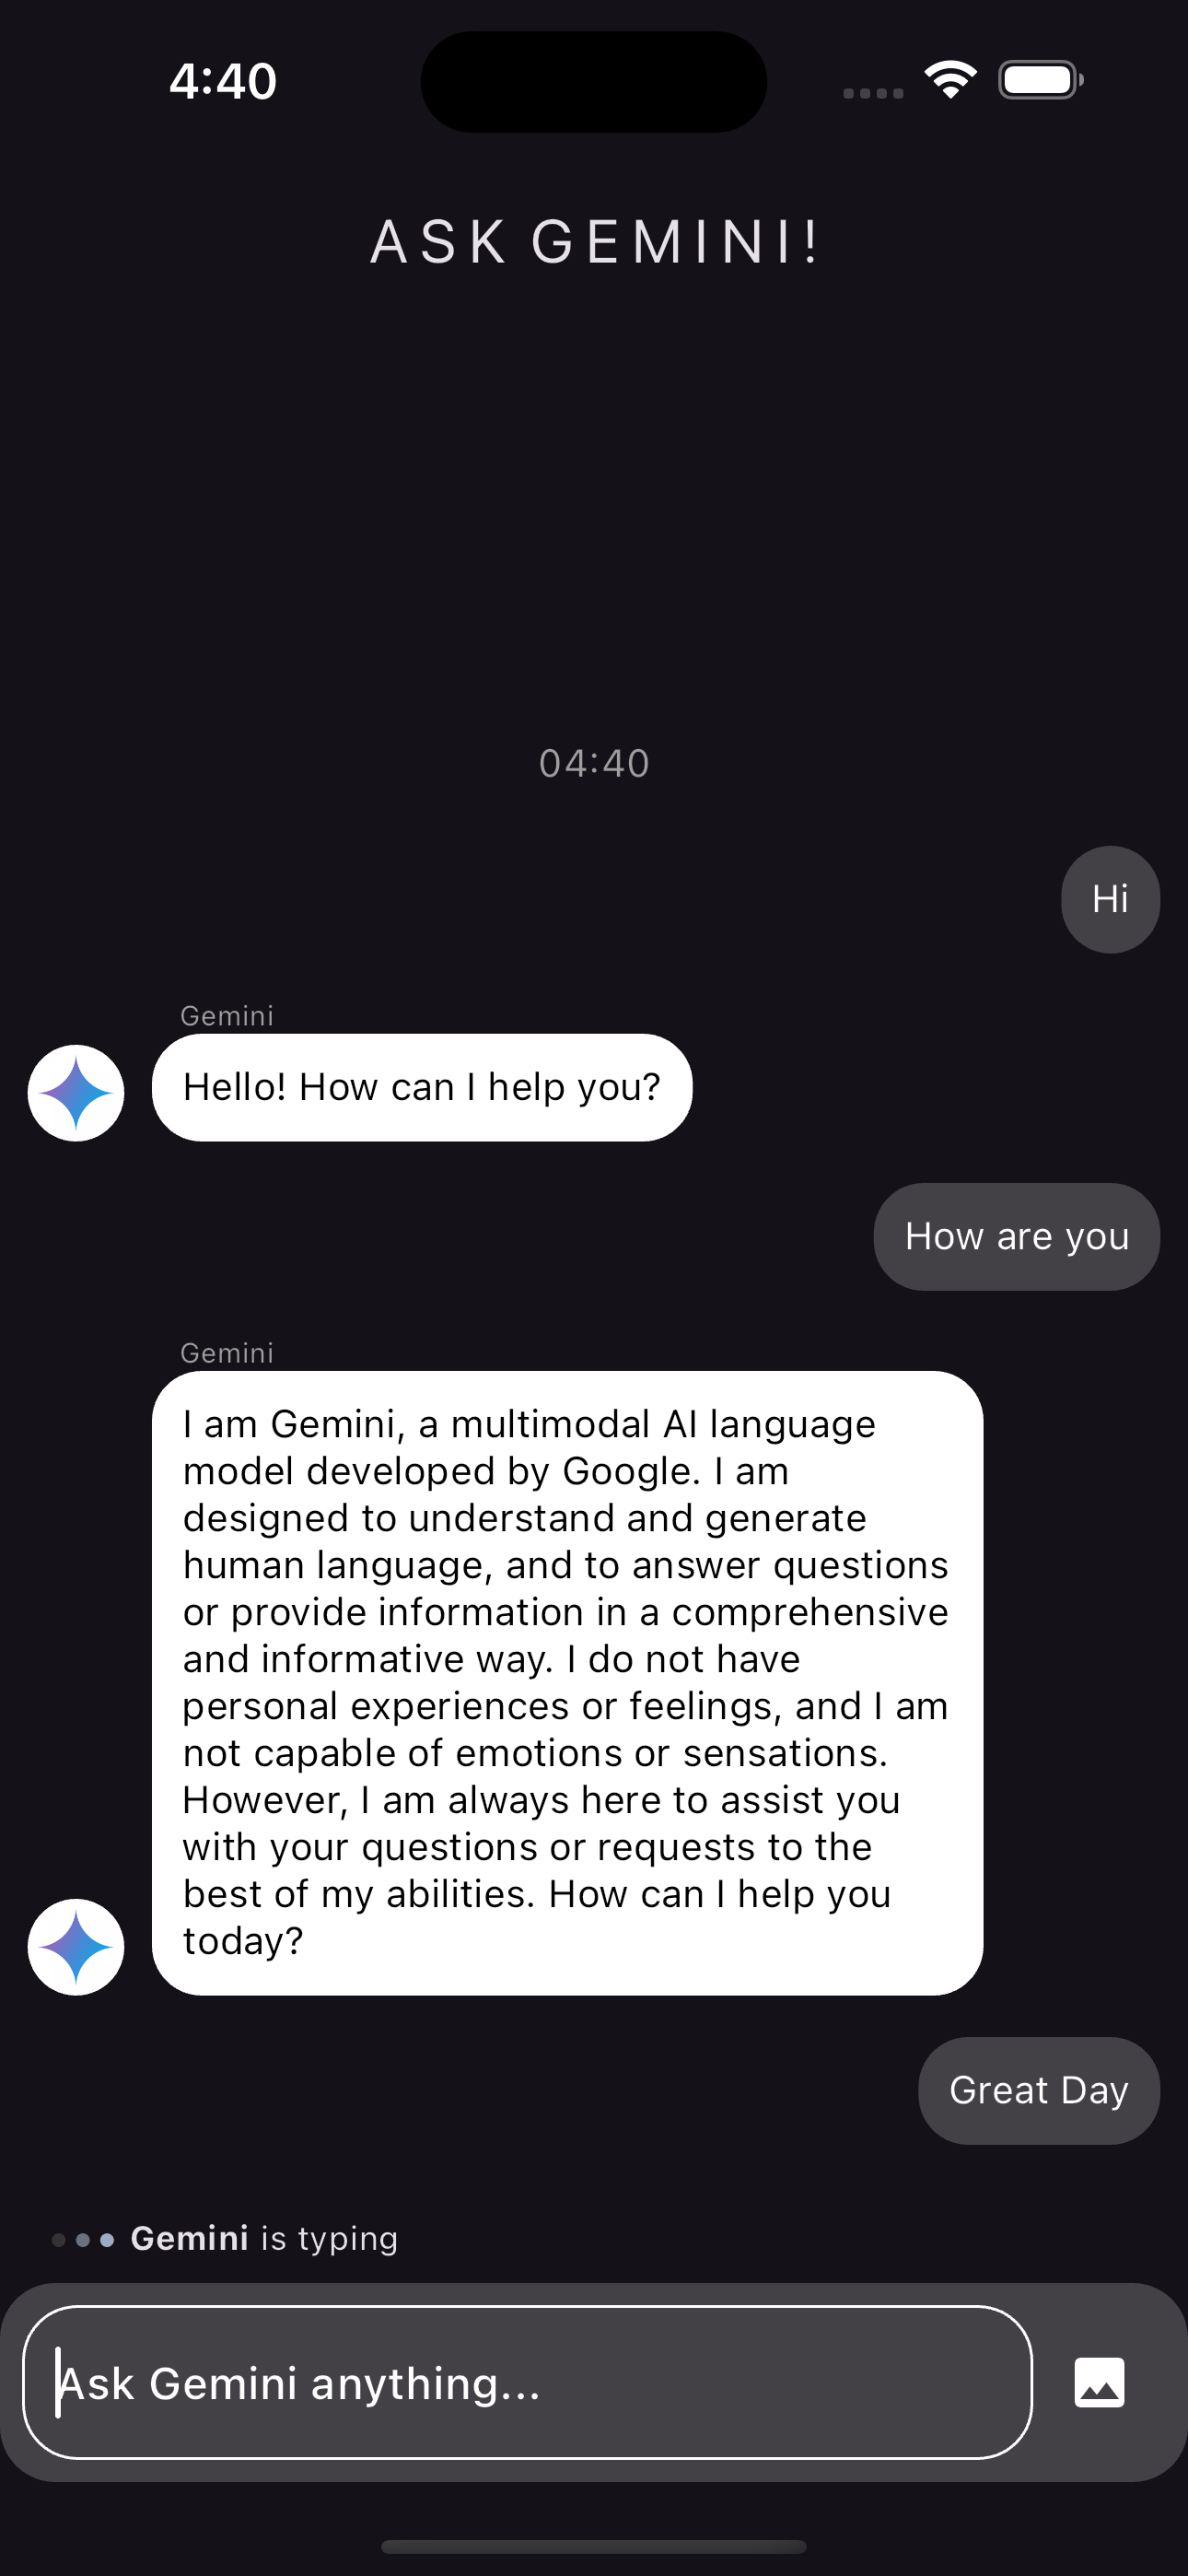 4:40
ASK GEMINI!
04:40
Hi
Gemini
Hello! How can I help you?
How are you
Gemini
I am Gemini, a multimodal AI language
model developed by Google. I am
designed to understand and generate
human language, and to answer questions
or provide information in a comprehensive
and informative way. I do not have
personal experiences or feelings, and I am
not capable of emotions or sensations.
However, I am always here to assist you
with your questions or requests to the
best of my abilities. How can I help you
today?
Great Day
Gemini is typing
Ask Gemini anything...